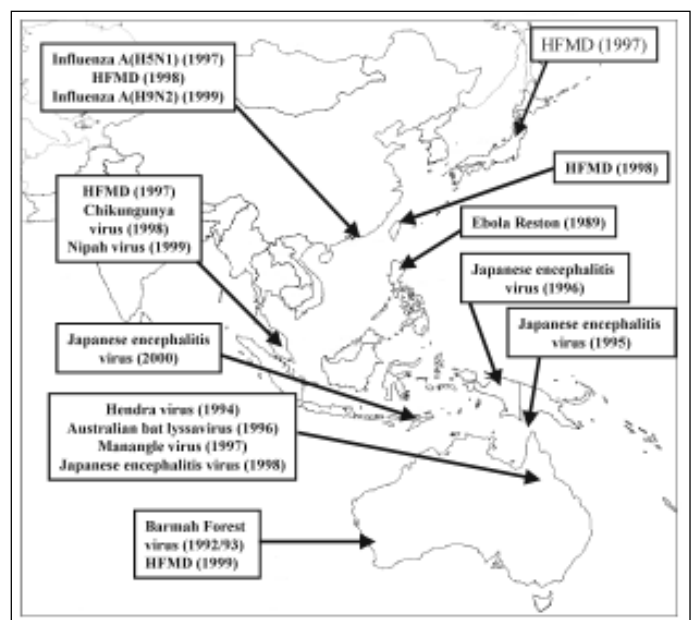 Influenza A(H5N1) (1997)
HFMD (1998)
Influenza A(H9N2) (1999)
HFMD (1997)
HFMD (1998)
HFMD (1997)
Chikungunya
virus (1998)
Nipah virus (1999)
Ebola Reston (1989)
Japanese encephalitis
virus (1996)
Japanese encephalitis
virus (1995)
Japanese encephalitis
virus (2000)
Hendra virus (1994)
Australian bat lyssavirus (1996)
Manangle virus (1997)
Japanese encephalitis virus (1998)
Barmah Forest
virus (1992/93)
HFMD (1999)